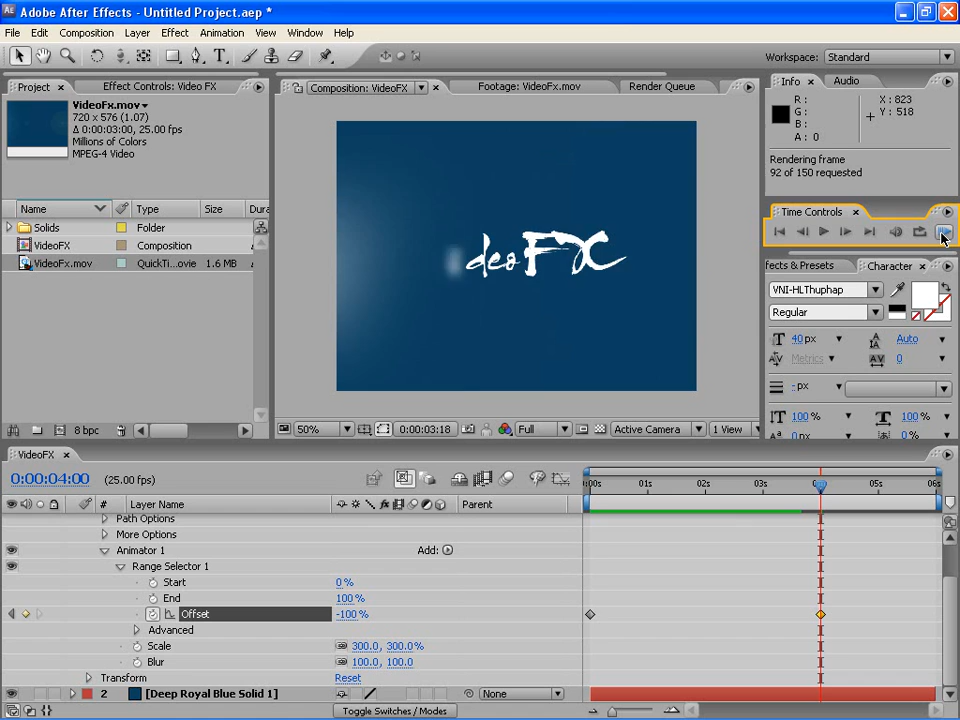 Adobe After Effects - Untitled Project.aep *
File Edit Composition Layer Effect Animation View Window Help
Workspace: Standard
Project Effect Controls: Video FX
Composition: VideoFX Footage: VideoFx.mov Render Queue
Info Audio
VideoFx.mov
720 x 576 (1.07)
Δ 0:00:03:00, 25.00 fps
Millions of Colors
MPEG-4 Video
R :
G :
B :
A : 0
X : 823
Y : 518
Rendering frame
92 of 150 requested
Time Controls
Name Type Size Dura
Solids Folder
VideoFX Composition
VideoFx.mov QuickTi...ovie 1.6 MB
deoFX
ffects & Presets Character
VNI-HLThuphap
Regular
40 px Auto
Metrics 0
- px
100 % 100 %
0 px 0 %
8 bpc
50% 0:00:03:18 Full Active Camera 1 View
VideoFX
0:00:04:00 (25.00 fps)
:00s 01s 02s 03s 05s 06s
# Layer Name Parent
Path Options
More Options
Animator 1 Add:
Range Selector 1
Start 0 %
End 100 %
Offset -100 %
Advanced
Scale 300.0, 300.0 %
Blur 100.0, 100.0
Transform Reset
2 [Deep Royal Blue Solid 1] None
Toggle Switches / Modes